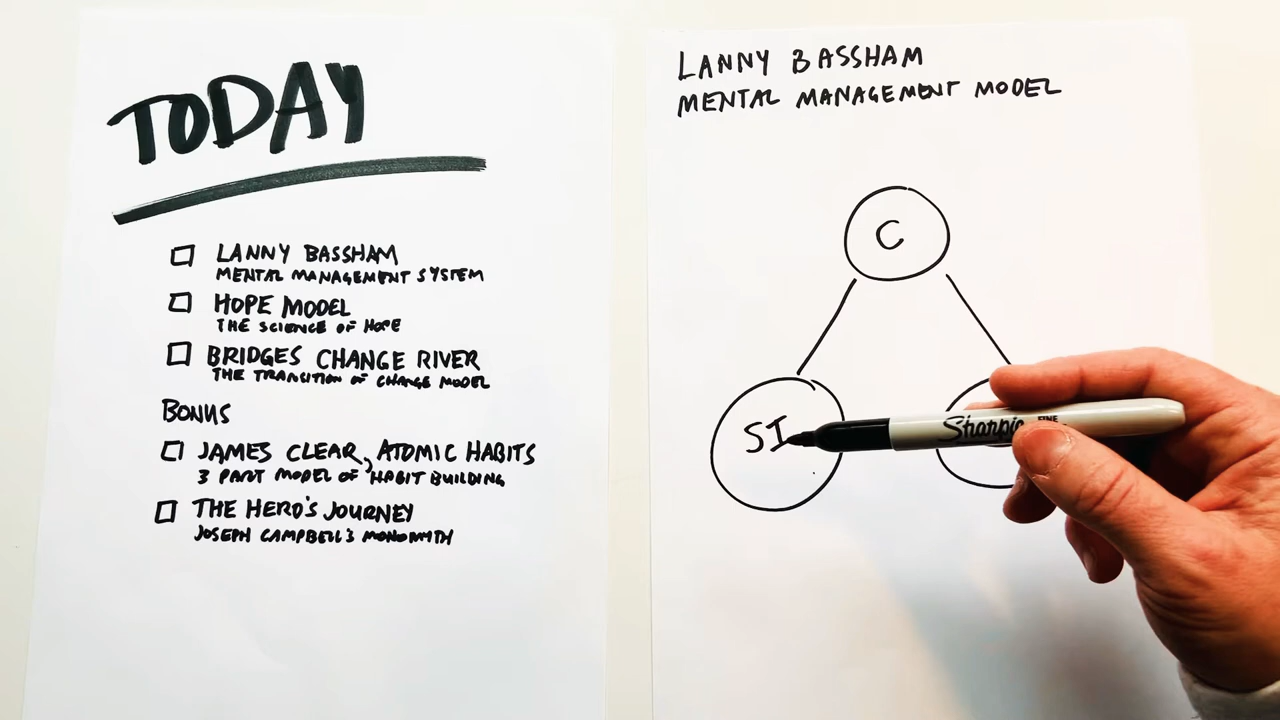 TODAY
LANNY BASSHAM
MENTAL MANAGEMENT SYSTEM
HOPE MODEL
THE SCIENCE OF HOPE
BRIDGES CHANGE RIVER
THE TRANSITION OF CHANGE MODEL
BONUS
JAMES CLEAR, ATOMIC HABITS
3 PART MODEL OF HABIT BUILDING
THE HERO'S JOURNEY
JOSEPH CAMPBELL'S MONOMYTH
LANNY BASSHAM
MENTAL MANAGEMENT MODEL
C
SI
Sharpie
FINE